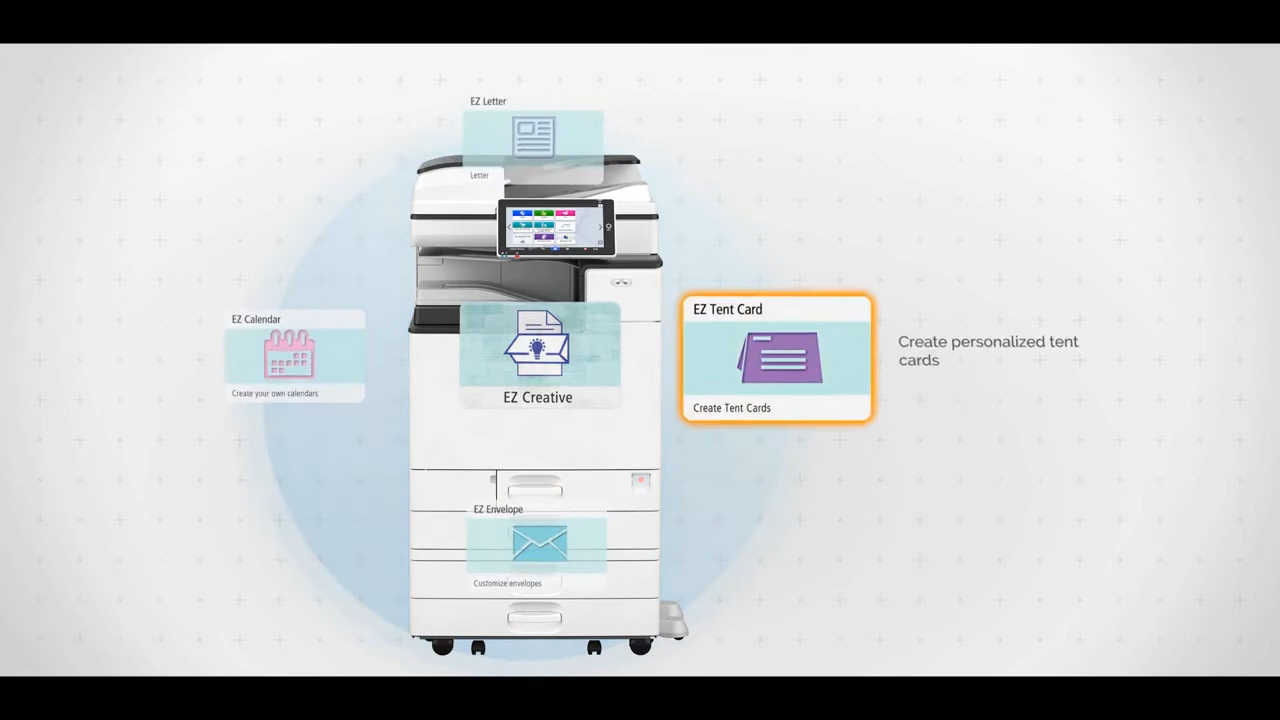 EZ Letter
Letter
EZ Calendar
Create your own calendars
EZ Creative
EZ Tent Card
Create Tent Cards
Create personalized tent
cards
EZ Envelope
Customize envelopes